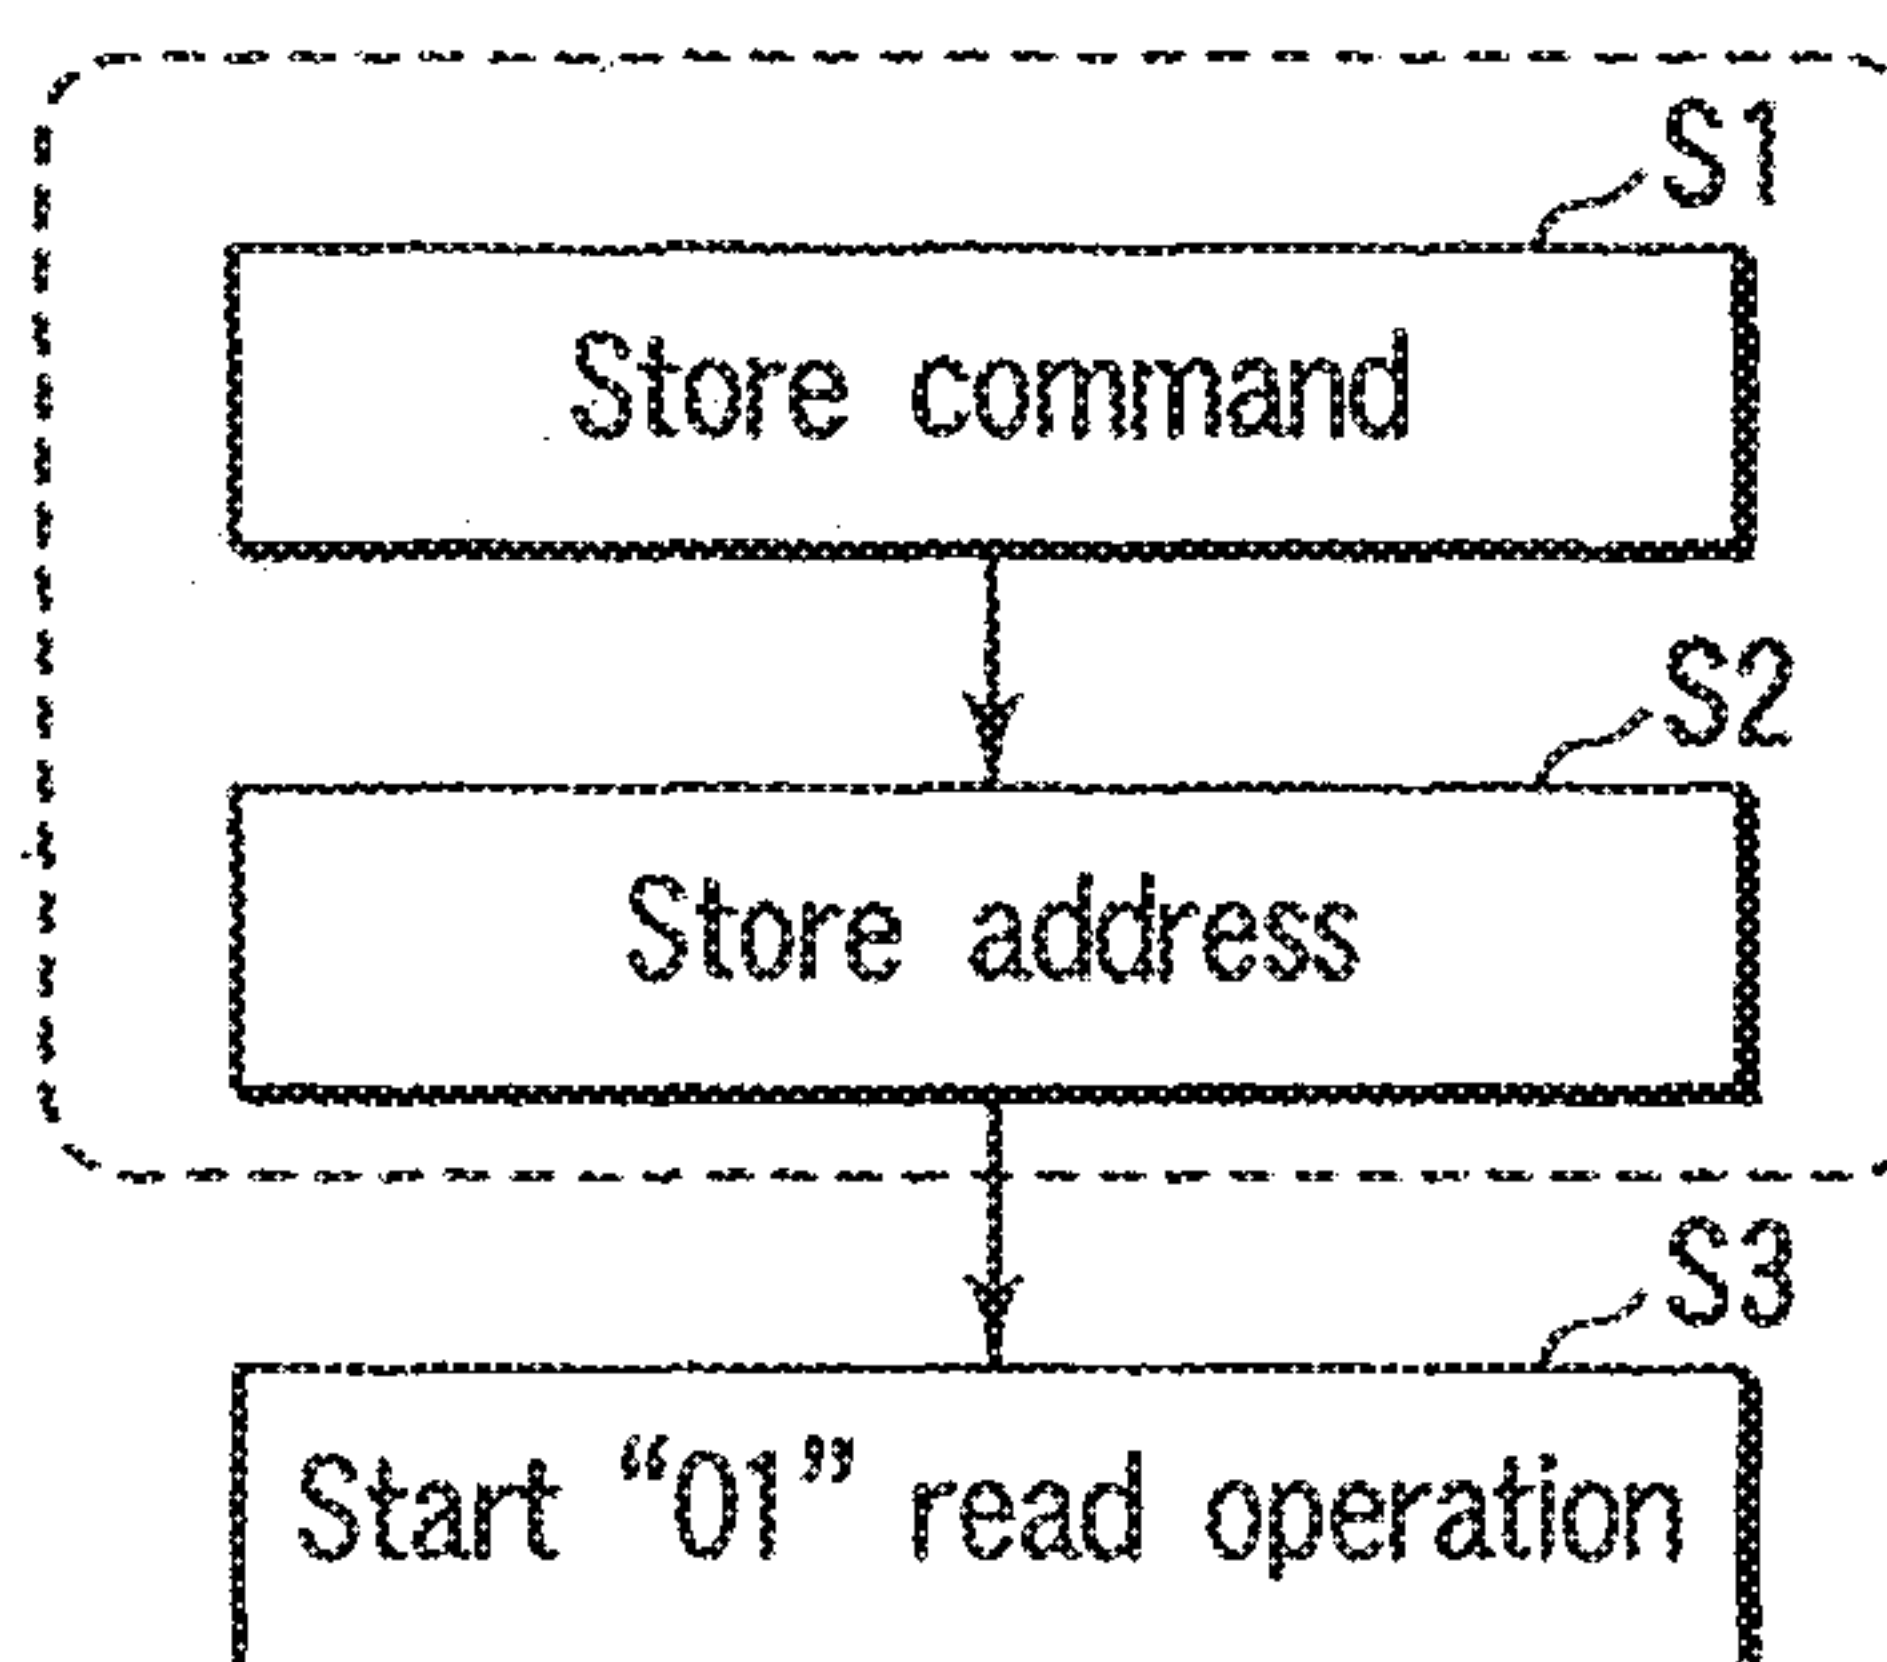 S1
Store command
S2
Store address
S3
Start “01” read operation